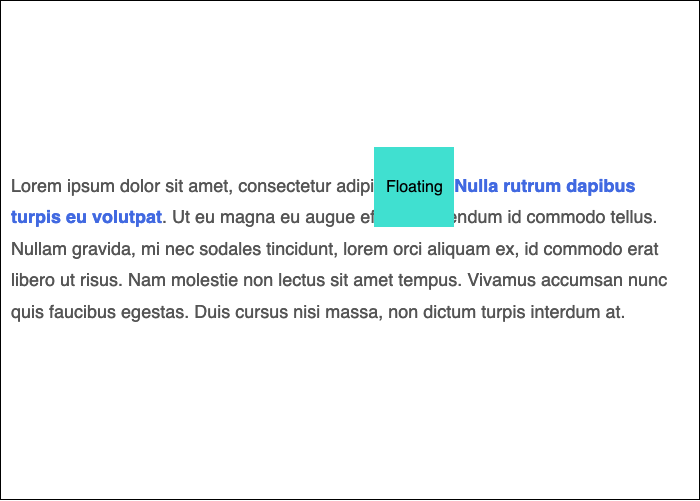 Lorem ipsum dolor sit amet, consectetur adipi Floating Nulla rutrum dapibus
turpis eu volutpat. Ut eu magna eu augue ef endum id commodo tellus.
Nullam gravida, mi nec sodales tincidunt, lorem orci aliquam ex, id commodo erat
libero ut risus. Nam molestie non lectus sit amet tempus. Vivamus accumsan nunc
quis faucibus egestas. Duis cursus nisi massa, non dictum turpis interdum at.